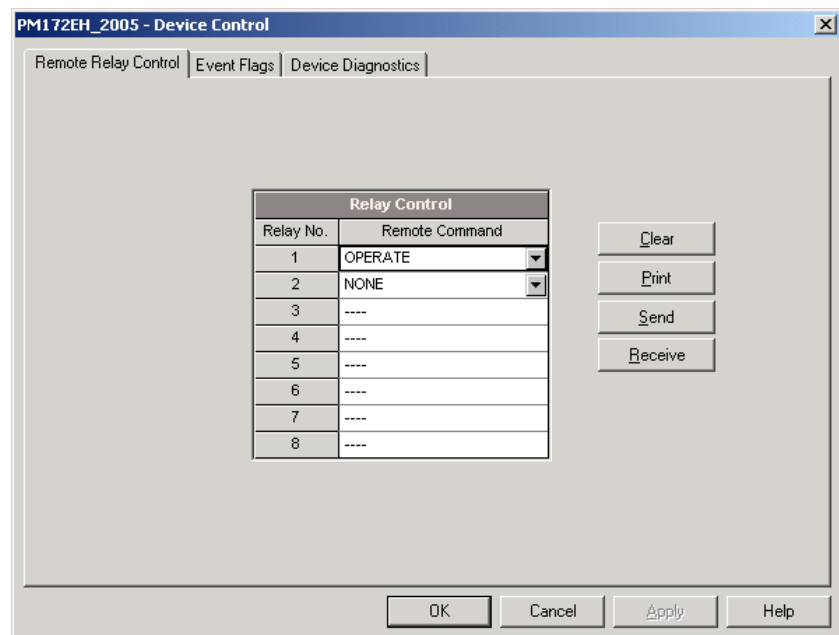 PM172EH_2005 - Device Control
Remote Relay Control Event Flags Device Diagnostics
Relay Control
Relay No. Remote Command
1 OPERATE
2 NONE
3 ----
4 ----
5 ----
6 ----
7 ----
8 ----
Clear
Print
Send
Receive
OK Cancel Apply Help